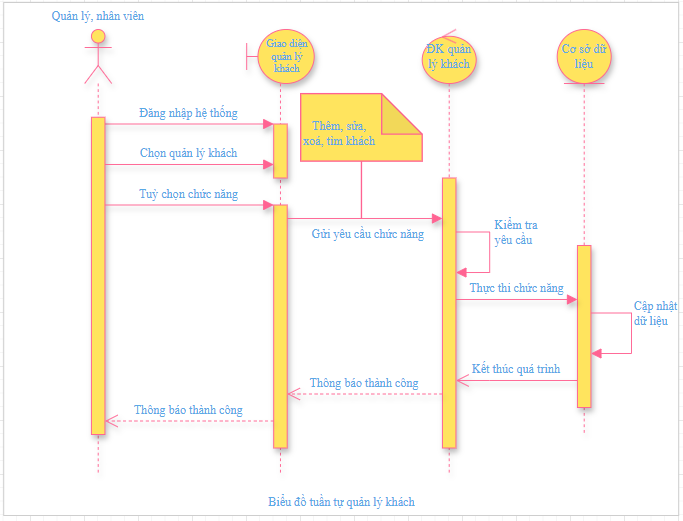 Quản lý, nhân viên
Giao diện
quản lý
khách
ĐK quản
lý khách
Cơ sở dữ
liệu
Đăng nhập hệ thống
Thêm, sửa,
xoá, tìm khách
Chọn quản lý khách
Tuỳ chọn chức năng
Gửi yêu cầu chức năng
Kiểm tra
yêu cầu
Thực thi chức năng
Cập nhật
dữ liệu
Kết thúc quá trình
Thông báo thành công
Thông báo thành công
Biểu đồ tuần tự quản lý khách